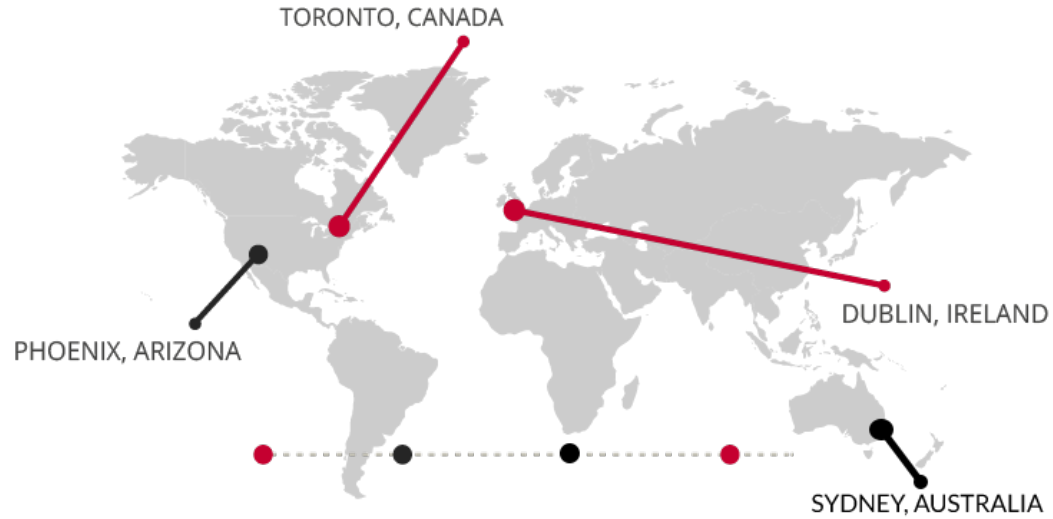 TORONTO, CANADA
DUBLIN, IRELAND
PHOENIX, ARIZONA
SYDNEY, AUSTRALIA